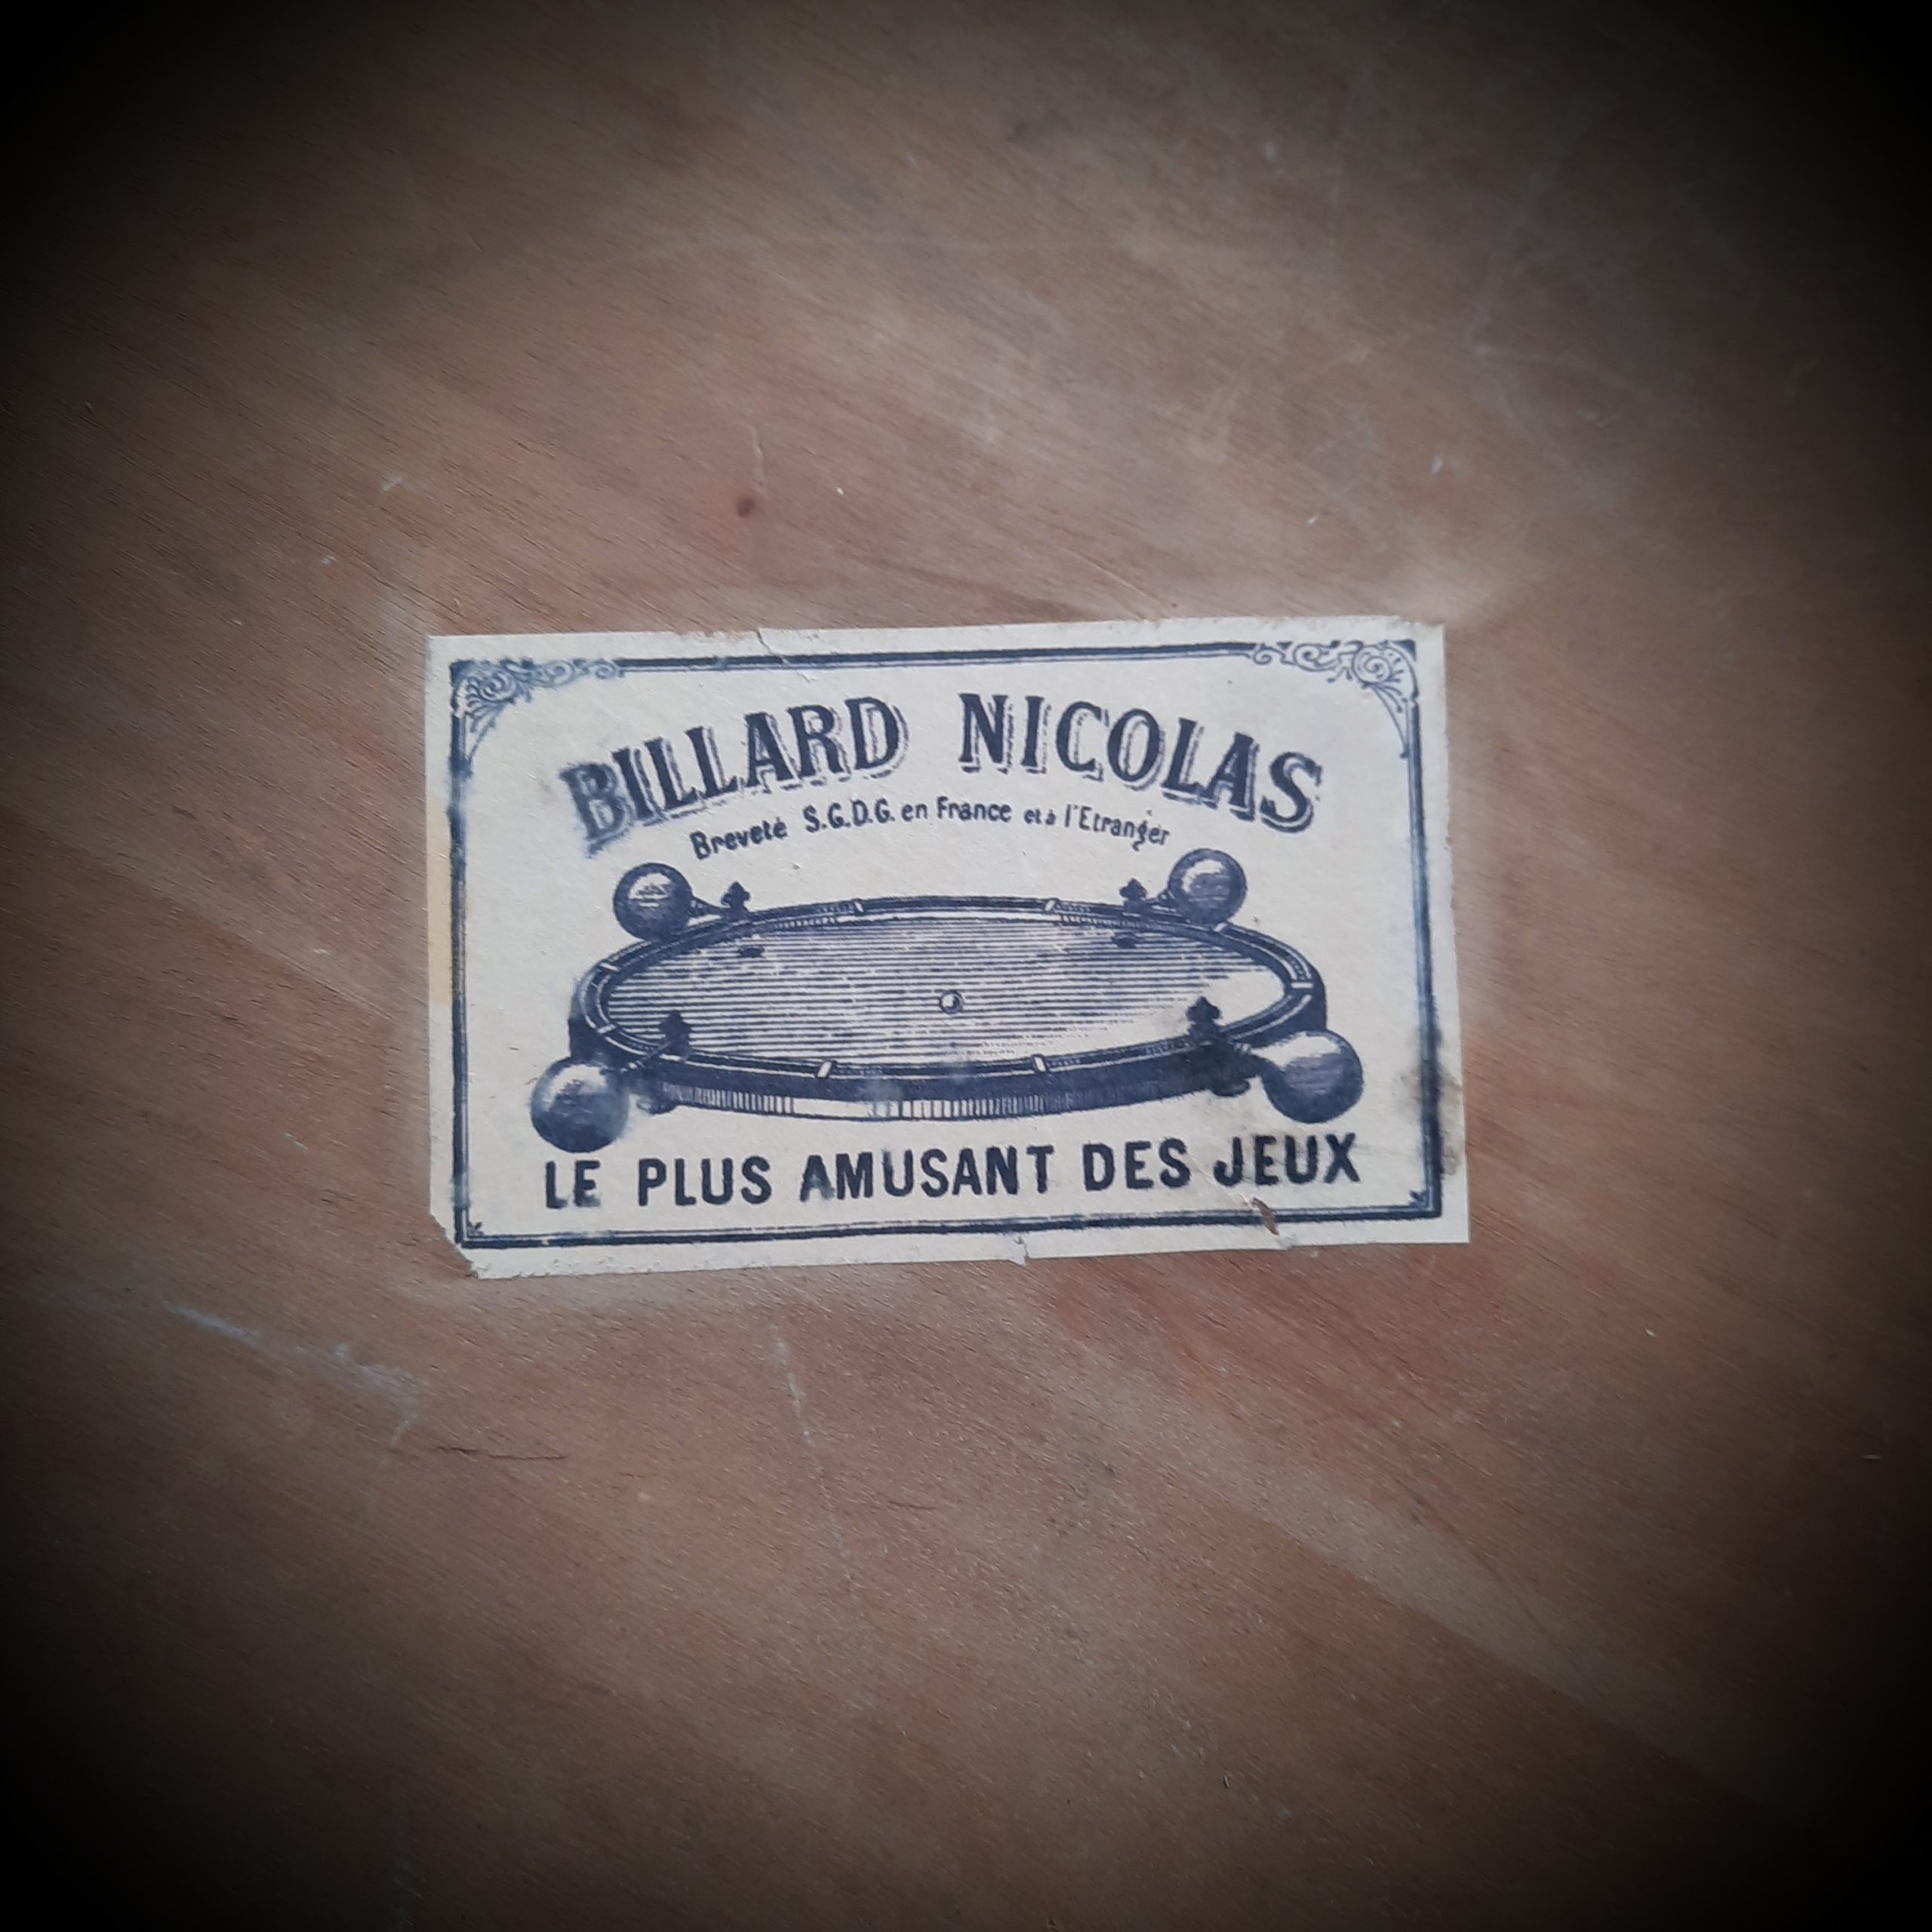 BILLARD NICOLAS
Breveté S.G.D.G. en France et à l'Etranger
LE PLUS AMUSANT DES JEUX